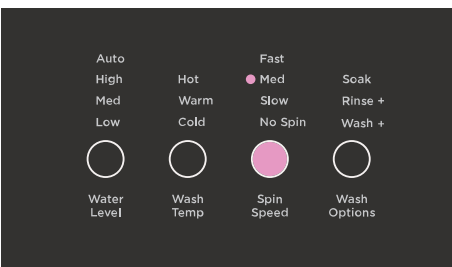 Auto
High
Med
Low
Water
Level
Hot
Warm
Cold
Wash
Temp
Fast
Med
Slow
No Spin
Spin
Speed
Soak
Rinse +
Wash +
Wash
Options